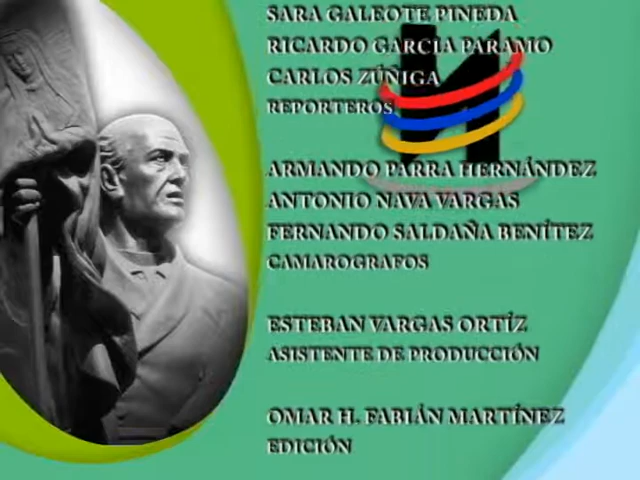 SARA GALEOTE PINEDA
RICARDO GARCÍA PARAMO
CARLOS ZÚÑIGA
REPORTEROS
ARMANDO PARRA HERNÁNDEZ
ANTONIO NAVA VARGAS
FERNANDO SALDAÑA BENÍTEZ
CAMAROGRAFOS
ESTEBAN VARGAS ORTÍZ
ASISTENTE DE PRODUCCIÓN
OMAR H. FABIÁN MARTÍNEZ
EDICIÓN